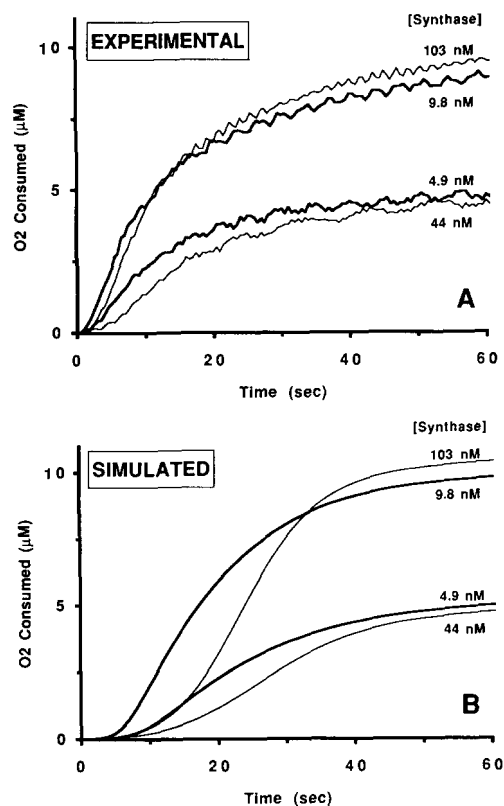 [Synthase]
EXPERIMENTAL
10
103 nM
9.8 nM
O2 Consumed (µM)
5
4.9 nM
44 nM
A
0
0 20 40 60
Time (sec)
[Synthase]
SIMULATED
10
103 nM
9.8 nM
O2 Consumed (µM)
5
4.9 nM
44 nM
B
0
0 20 40 60
Time (sec)